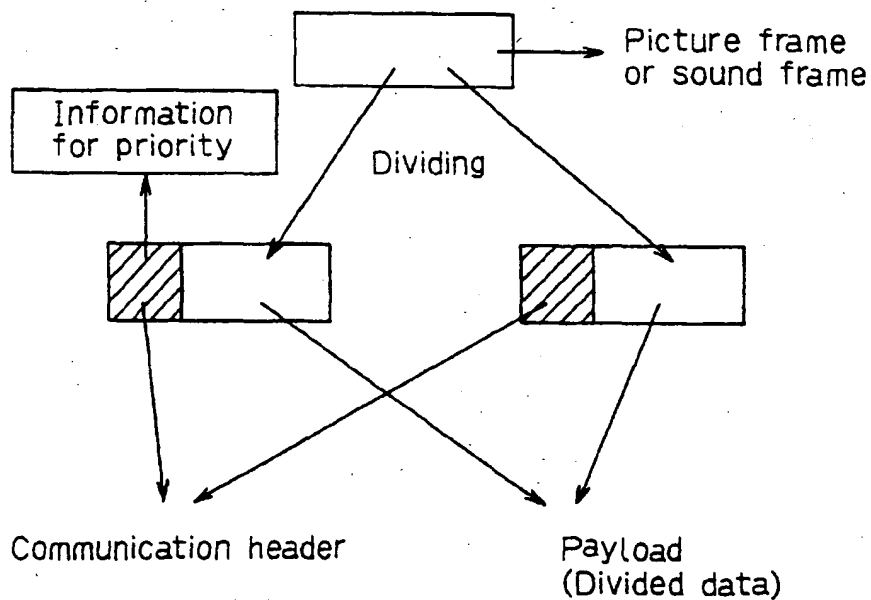 Picture frame
or sound frame
Information
for priority
Dividing
Communication header
Payload
(Divided data)